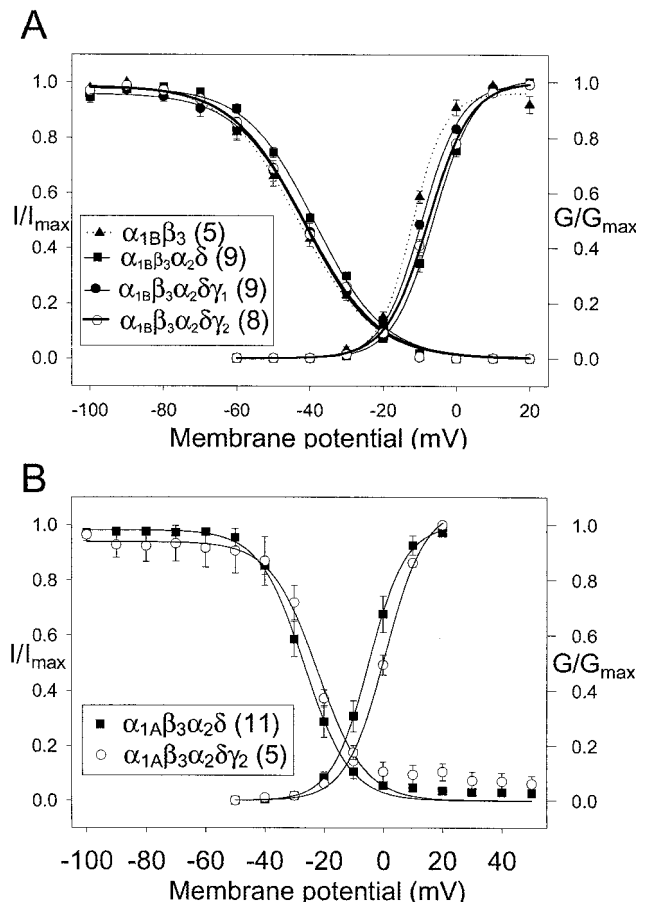 A
1.0 1.0
0.8 0.8
0.6 0.6
I/Imax G/Gmax
α1Bβ3 (5)
0.4 0.4
α1Bβ3α2δ (9)
α1Bβ3α2δγ1 (9)
0.2 0.2
α1Bβ3α2δγ2 (8)
0.0 0.0
-100 -80 -60 -40 -20 0 20
Membrane potential (mV)
B
1.0 1.0
0.8 0.8
0.6 0.6
I/Imax G/Gmax
0.4 0.4
α1Aβ3α2δ (11)
0.2 0.2
α1Aβ3α2δγ2 (5)
0.0 0.0
-100 -80 -60 -40 -20 0 20 40
Membrane potential (mV)